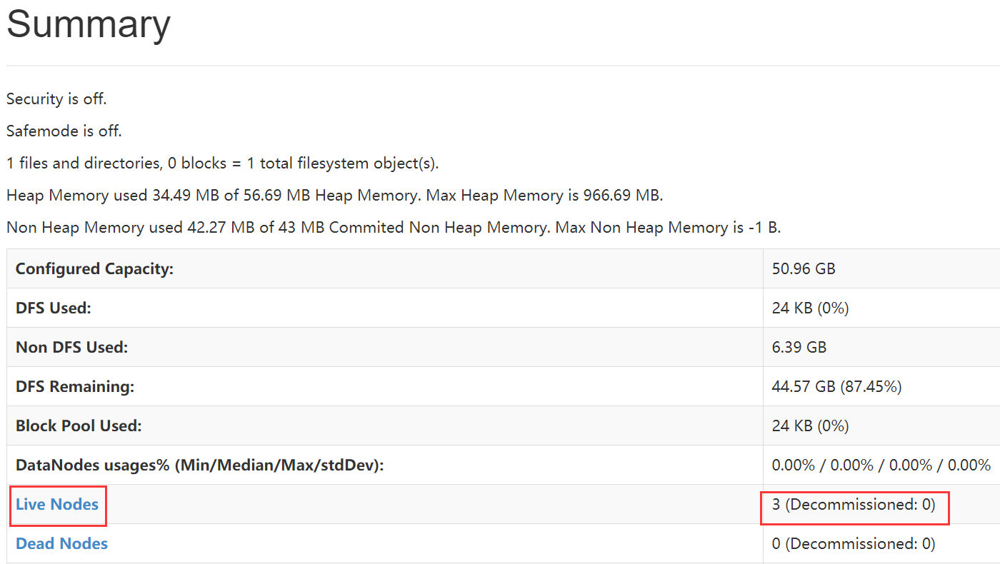 Summary
Security is off.
Safemode is off.
1 files and directories, 0 blocks = 1 total filesystem object(s).
Heap Memory used 34.49 MB of 56.69 MB Heap Memory. Max Heap Memory is 966.69 MB.
Non Heap Memory used 42.27 MB of 43 MB Commited Non Heap Memory. Max Non Heap Memory is -1 B.
Configured Capacity: 50.96 GB
DFS Used: 24 KB (0%)
Non DFS Used: 6.39 GB
DFS Remaining: 44.57 GB (87.45%)
Block Pool Used: 24 KB (0%)
DataNodes usages% (Min/Median/Max/stdDev): 0.00% / 0.00% / 0.00% / 0.00%
Live Nodes 3 (Decommissioned: 0)
Dead Nodes 0 (Decommissioned: 0)